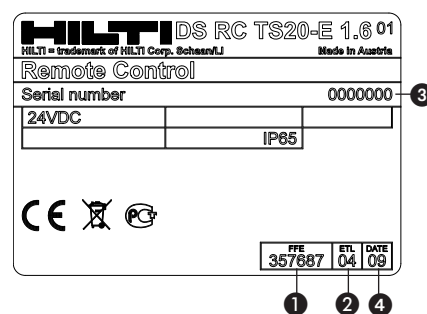 HILTI DS RC TS20-E 1.6 01
HILTI = trademark of HILTI Corp. Schaan/LI Made in Austria
Remote Control
Serial number 0000000 3
24VDC
IP65
CE PCT
FFE ETL DATE
357687 04 09
1 2 4